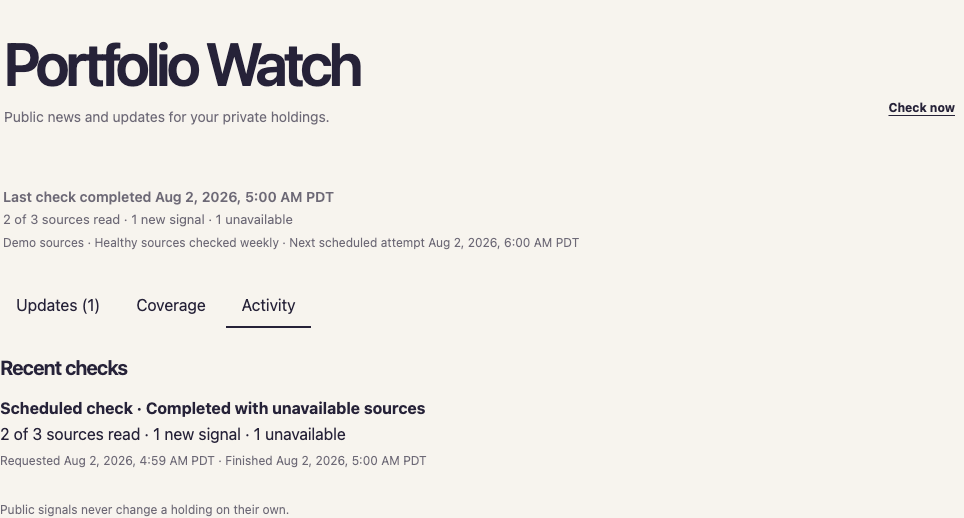 Portfolio Watch
Public news and updates for your private holdings.
Check now
Last check completed Aug 2, 2026, 5:00 AM PDT
2 of 3 sources read · 1 new signal · 1 unavailable
Demo sources · Healthy sources checked weekly · Next scheduled attempt Aug 2, 2026, 6:00 AM PDT
Updates (1) Coverage Activity
Recent checks
Scheduled check · Completed with unavailable sources
2 of 3 sources read · 1 new signal · 1 unavailable
Requested Aug 2, 2026, 4:59 AM PDT · Finished Aug 2, 2026, 5:00 AM PDT
Public signals never change a holding on their own.